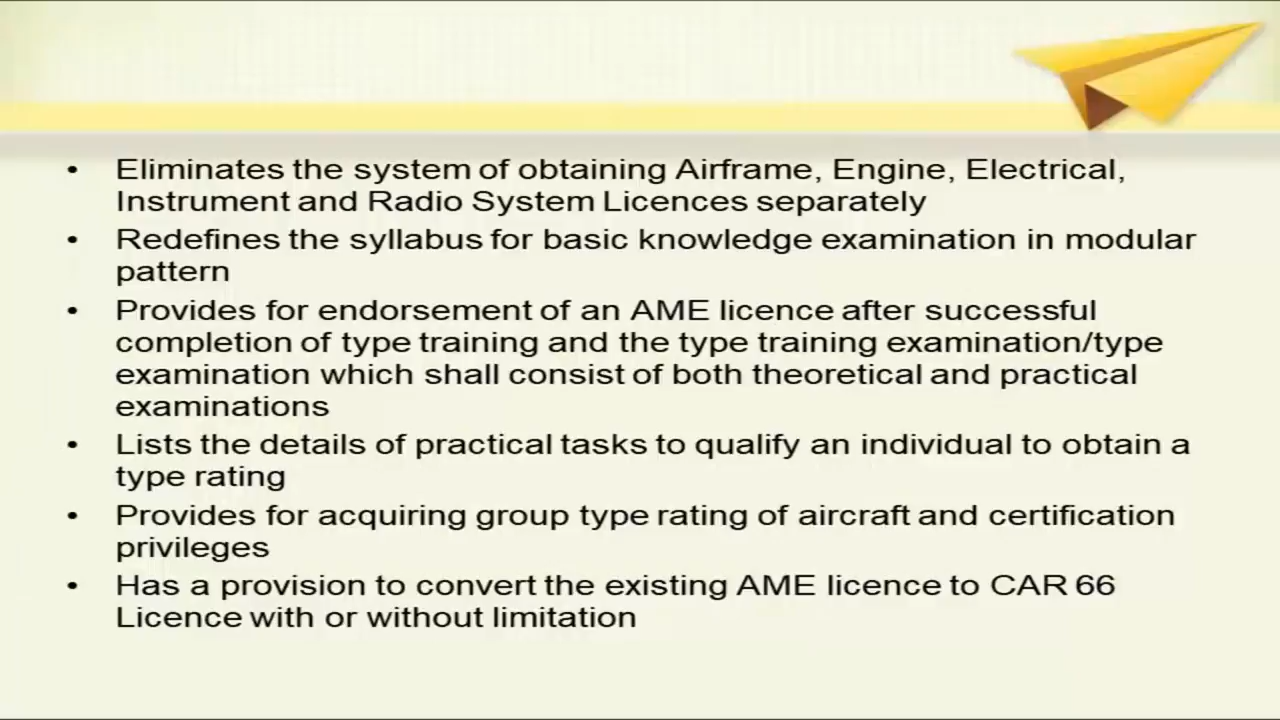 • Eliminates the system of obtaining Airframe, Engine, Electrical,
Instrument and Radio System Licences separately
• Redefines the syllabus for basic knowledge examination in modular
pattern
• Provides for endorsement of an AME licence after successful
completion of type training and the type training examination/type
examination which shall consist of both theoretical and practical
examinations
• Lists the details of practical tasks to qualify an individual to obtain a
type rating
• Provides for acquiring group type rating of aircraft and certification
privileges
• Has a provision to convert the existing AME licence to CAR 66
Licence with or without limitation